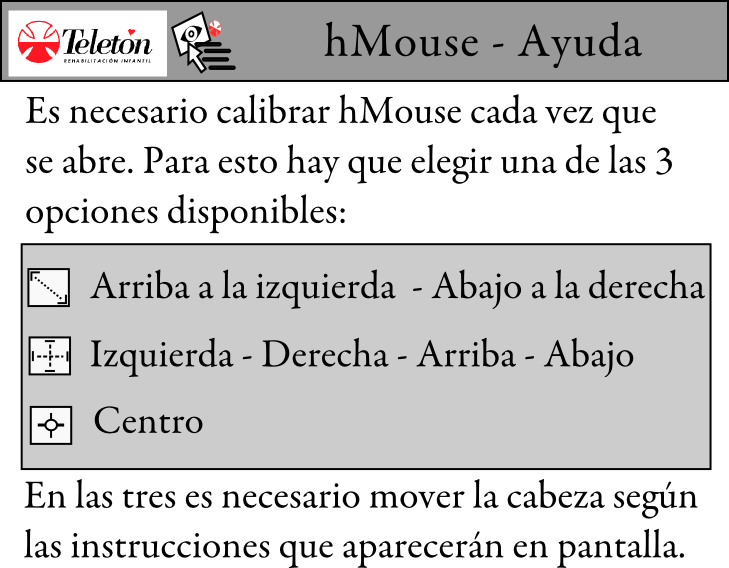 Teletón
REHABILITACIÓN INFANTIL
hMouse - Ayuda
Es necesario calibrar hMouse cada vez que
se abre. Para esto hay que elegir una de las 3
opciones disponibles:
Arriba a la izquierda - Abajo a la derecha
Izquierda - Derecha - Arriba - Abajo
Centro
En las tres es necesario mover la cabeza según
las instrucciones que aparecerán en pantalla.